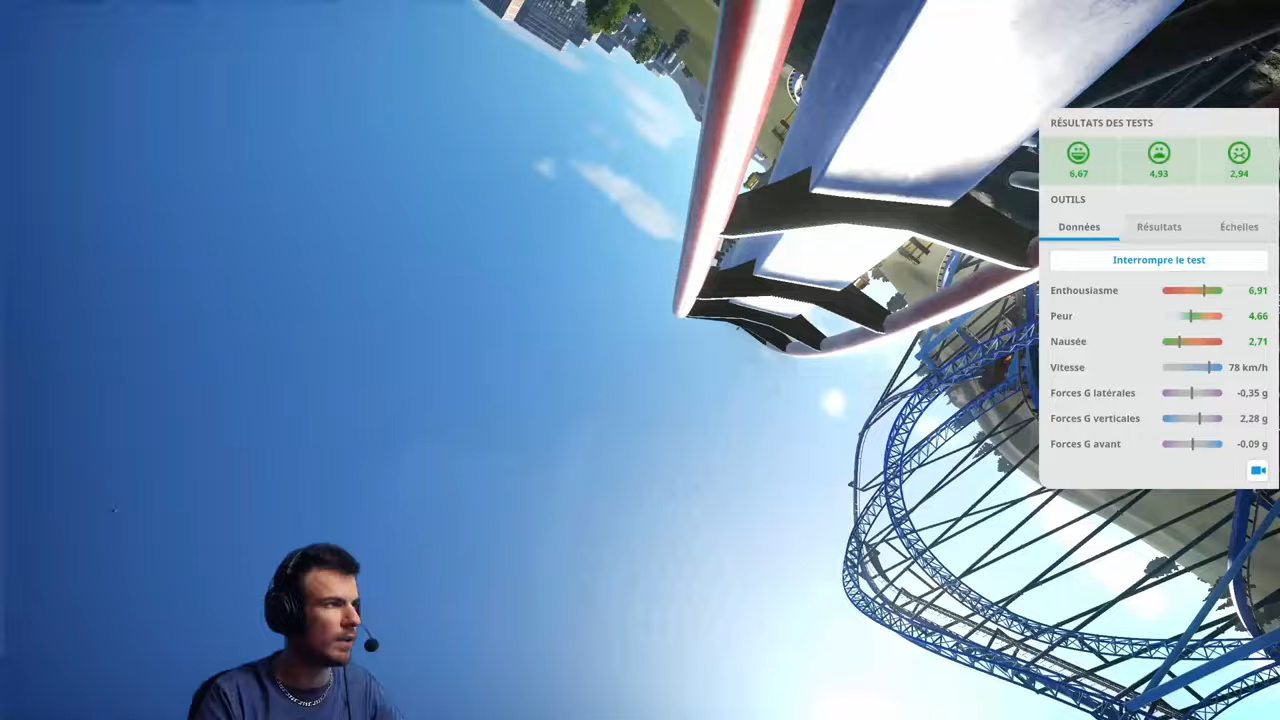 RÉSULTATS DES TESTS
6,67 4,93 2,94
OUTILS
Données Résultats Échelles
Interrompre le test
Enthousiasme 6,91
Peur 4,66
Nausée 2,71
Vitesse 78 km/h
Forces G latérales -0,35 g
Forces G verticales 2,28 g
Forces G avant -0,09 g